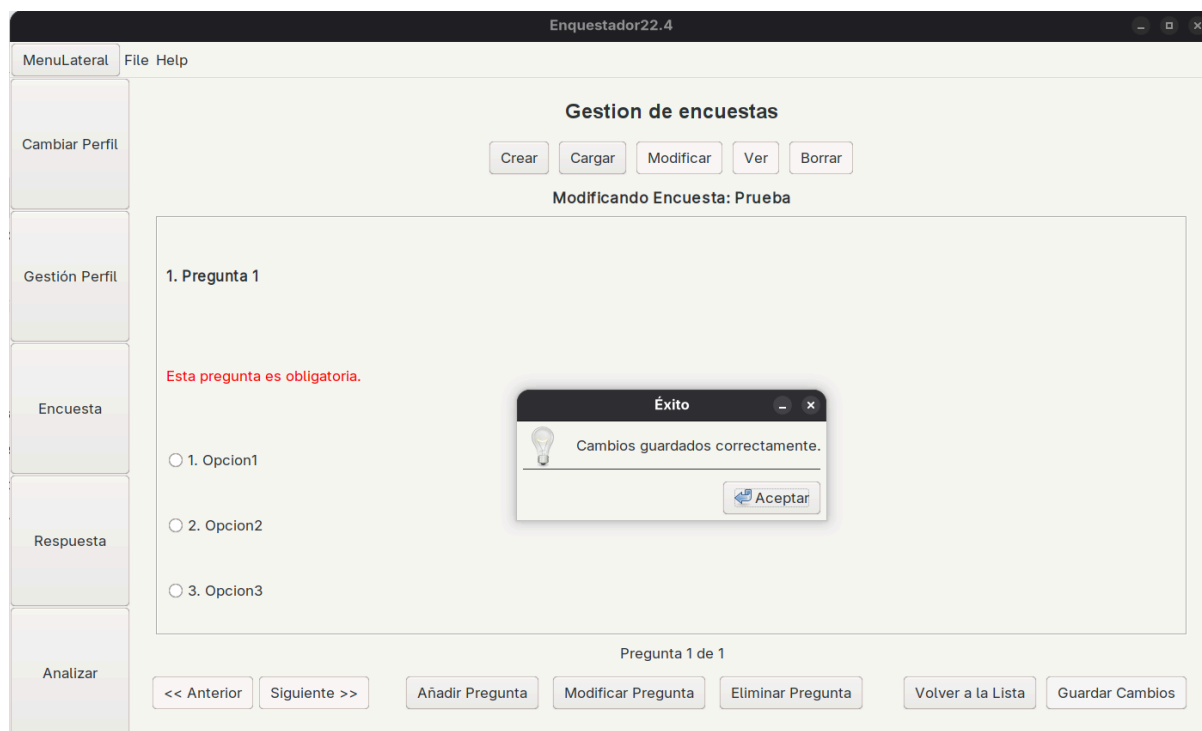 Enquestador22.4
MenuLateral File Help
Cambiar Perfil
Gestión Perfil
Encuesta
Respuesta
Analizar
Gestion de encuestas
Crear Cargar Modificar Ver Borrar
Modificando Encuesta: Prueba
1. Pregunta 1
Esta pregunta es obligatoria.
1. Opcion1
2. Opcion2
3. Opcion3
Éxito
Cambios guardados correctamente.
Aceptar
Pregunta 1 de 1
<< Anterior Siguiente >> Añadir Pregunta Modificar Pregunta Eliminar Pregunta Volver a la Lista Guardar Cambios